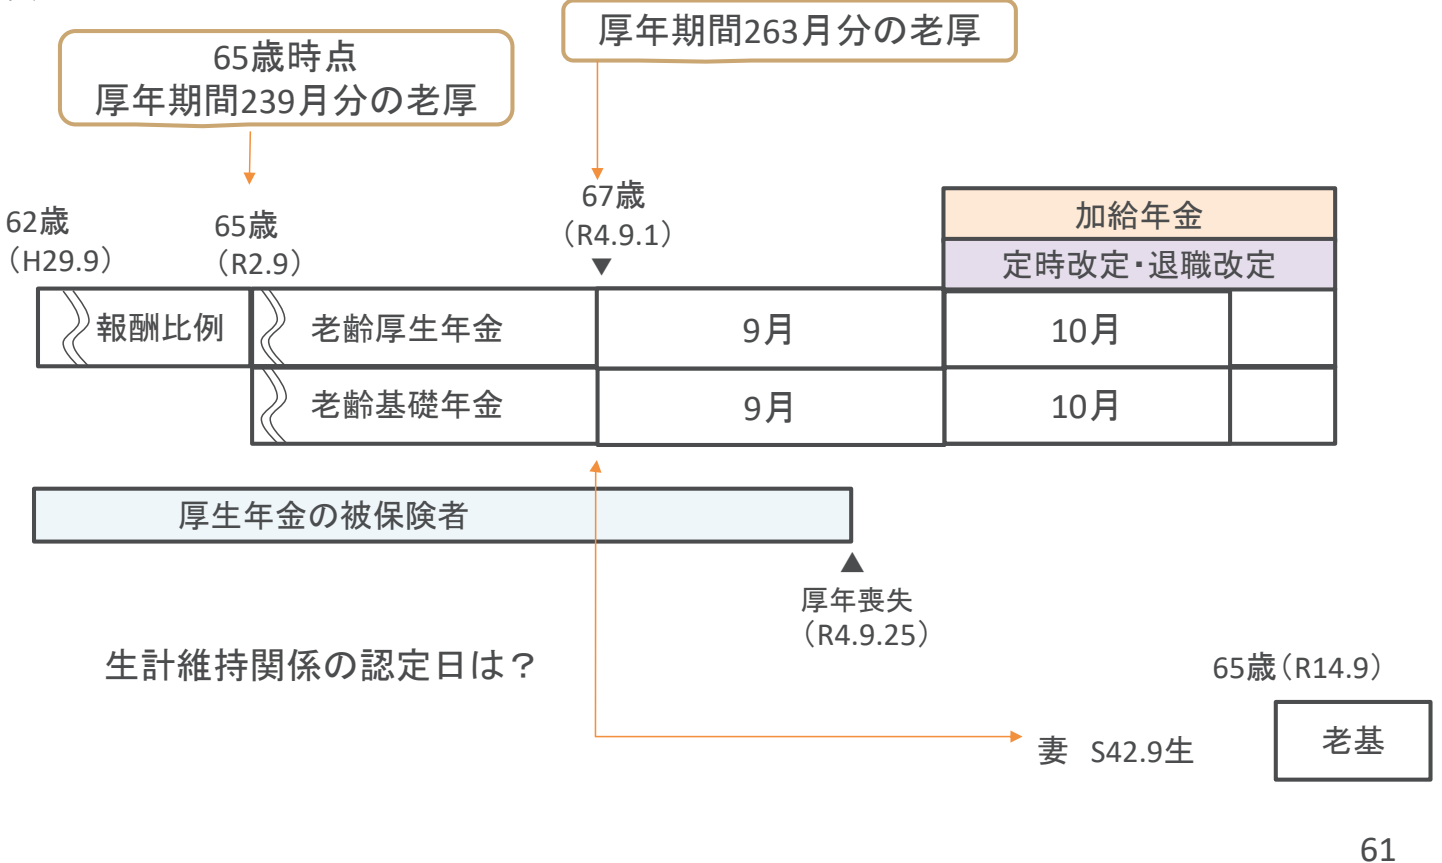 厚年期間263月分の老厚
65歳時点
厚年期間239月分の老厚
67歳
（R4.9.1）
▼
62歳
（H29.9）
65歳
（R2.9）
加給年金
定時改定・退職改定
報酬比例
老齢厚生年金
9月
10月
老齢基礎年金
9月
10月
厚生年金の被保険者
▲
厚年喪失
（R4.9.25）
生計維持関係の認定日は？
65歳（R14.9）
妻 S42.9生
老基
61